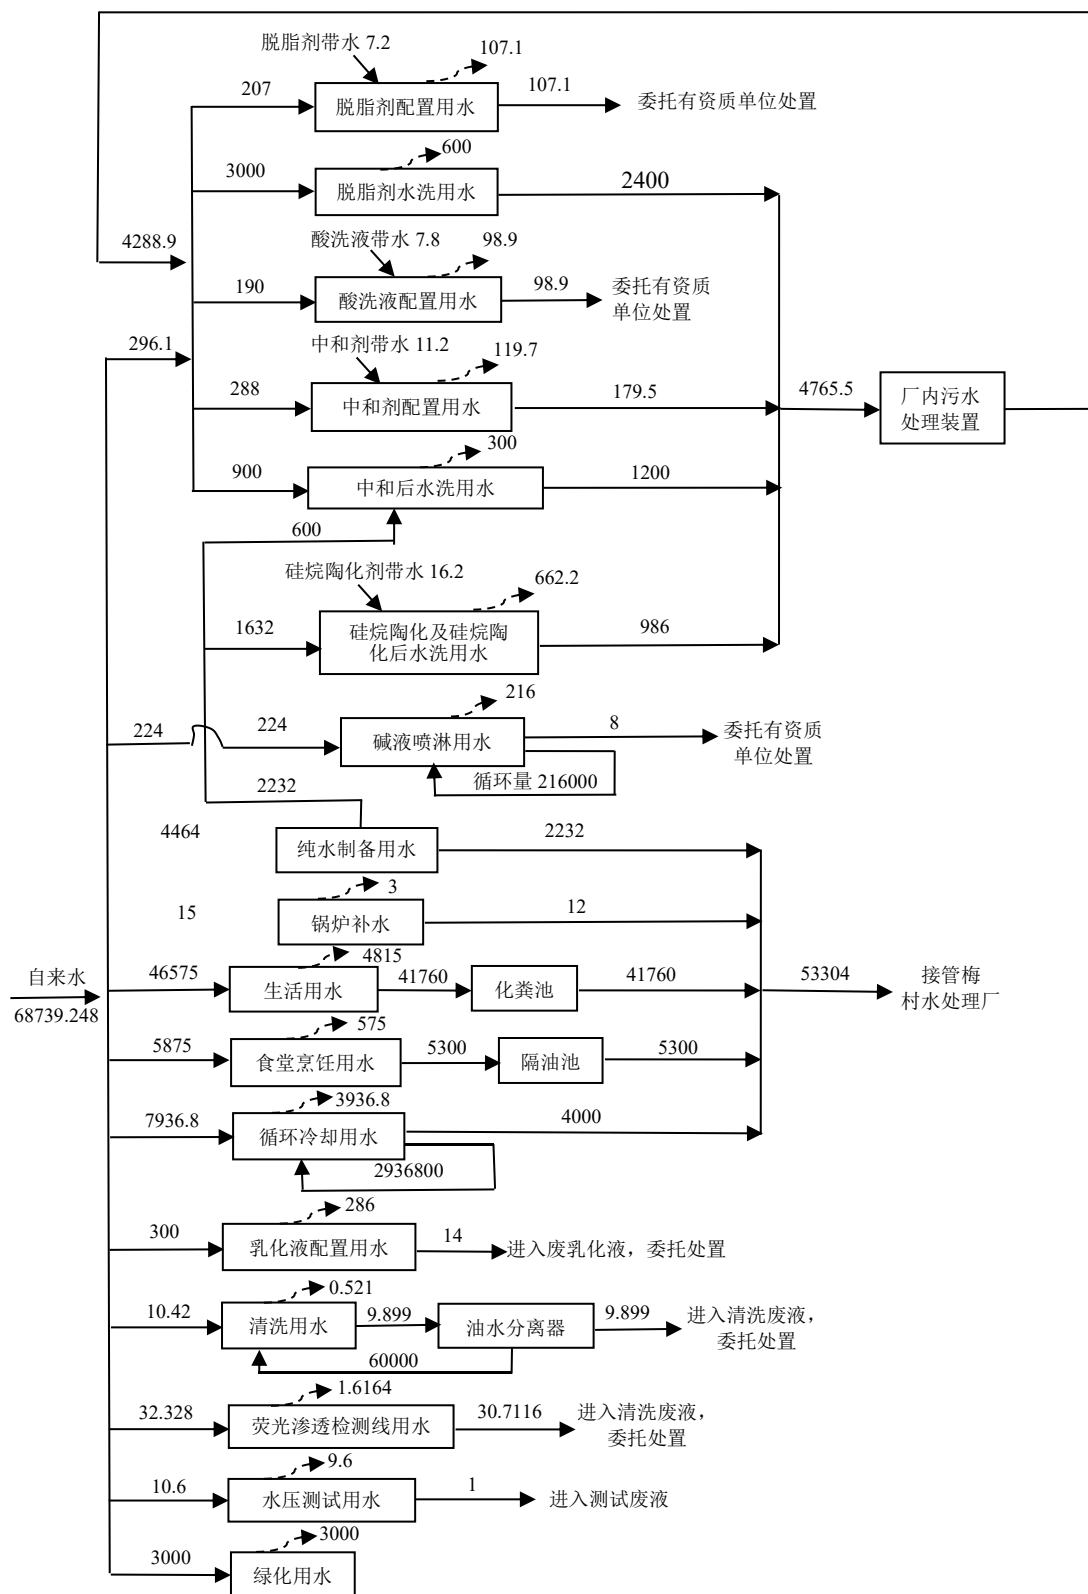 脱脂剂带水 7.2
107.1
207
脱脂剂配置用水
107.1
委托有资质单位处置
600
3000
脱脂剂水洗用水
2400
4288.9
酸洗液带水 7.8
98.9
190
酸洗液配置用水
98.9
委托有资质
单位处置
296.1
中和剂带水 11.2
119.7
288
中和剂配置用水
179.5
4765.5
厂内污水
处理装置
300
900
中和后水洗用水
1200
600
硅烷陶化剂带水 16.2
662.2
1632
硅烷陶化及硅烷陶
化后水洗用水
986
216
224
224
碱液喷淋用水
8
委托有资质
单位处置
循环量 216000
2232
4464
纯水制备用水
2232
3
15
锅炉补水
12
4815
自来水
68739.248
46575
生活用水
41760
化粪池
41760
53304
接管梅
村水处理厂
575
5875
食堂烹饪用水
5300
隔油池
5300
3936.8
7936.8
循环冷却用水
4000
2936800
286
300
乳化液配置用水
14
进入废乳化液，委托处置
0.521
10.42
清洗用水
9.899
油水分离器
9.899
进入清洗废液，
委托处置
60000
1.6164
32.328
荧光渗透检测线用水
30.7116
进入清洗废液，
委托处置
9.6
10.6
水压测试用水
1
进入测试废液
3000
3000
绿化用水